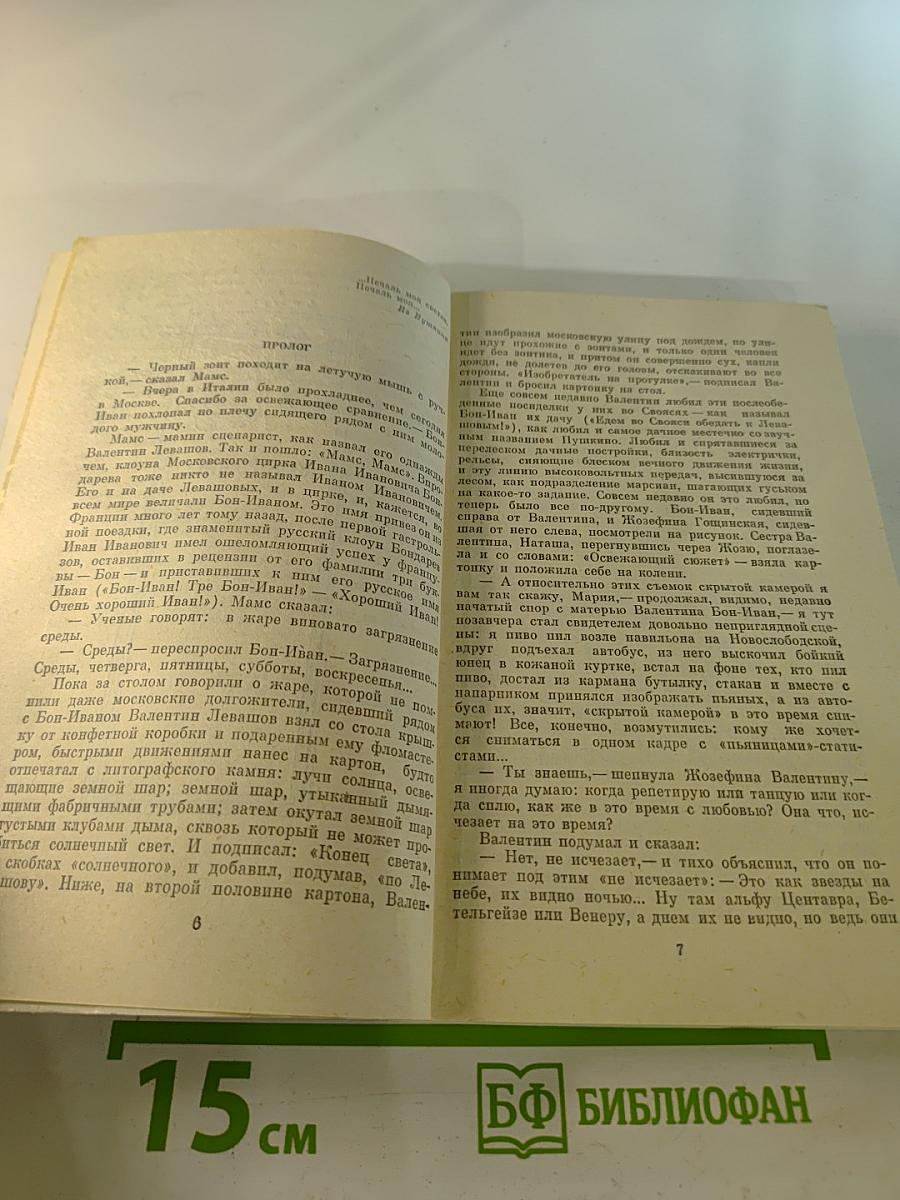 ...Печаль моя светла,
Печаль моя...
Из Пушкина
ПРОЛОГ
— Черный зонт походит на летучую мышь с руч-
кой,— сказал Мамс.
— Вчера в Италии было прохладнее, чем сегодня
в Москве. Спасибо за освежающее сравнение.— Бон-
Иван похлопал по плечу сидящего рядом с ним моло-
дого мужчину.
Мамс — мамин сценарист, как назвал его однажды
Валентин Левашов. Так и пошло: «Мамс, Мамс». Впро-
чем, клоуна Московского цирка Ивана Ивановича Бон-
дарева тоже никто не называл Иваном Ивановичем.
Его и на даче Левашовых, и в цирке, и, кажется, во
всем мире величали Бон-Иваном. Это имя привез он из
Франции много лет тому назад, после первой гастроль-
ной поездки, где знаменитый русский клоун Бондарев
Иван Иванович имел ошеломляющий успех у францу-
зов, оставивших в рецензии от его фамилии три бук-
вы — Бон — и приставивших к ним его русское имя
Иван («Бон-Иван! Тре Бон-Иван!» — «Хороший Иван!
Очень хороший Иван!»). Мамс сказал:
— Ученые говорят: в жаре виновато загрязнение
среды.
— Среды?— переспросил Бон-Иван.— Загрязнение...
Среды, четверга, пятницы, субботы, воскресенья...
Пока за столом говорили о жаре, которой не пом-
нили даже московские долгожители, сидевший рядом
с Бон-Иваном Валентин Левашов взял со стола крыш-
ку от конфетной коробки и подаренным ему фломасте-
ром, быстрыми движениями нанес на картон, будто
отпечатал с литографского камня: лучи солнца, осве-
щающие земной шар; земной шар, утыканный дымя-
щими фабричными трубами; затем окутал земной шар
густыми клубами дыма, сквозь который не может про-
биться солнечный свет. И подписал: «Конец света»,
скобках «солнечного», и добавил, подумав, «по Ле-
шову». Ниже, на второй половине картона, Вален-
6
тин изобразил московскую улицу под дождем, по ули-
це идут прохожие с зонтами, и только один человек
идет без зонтика, и притом он совершенно сух, капли
дождя, не долетев до его головы, отскакивают во все
стороны. «Изобретатель на прогулке»,— подписал Ва-
лентин и бросил картонку на стол.
Еще совсем недавно Валентин любил эти послеобе-
денные посиделки у них во Своясях — как называл
Бон-Иван их дачу («Едем во Свояси обедать к Лева-
шовым!»), как любил и самое дачное местечко со звуч-
ным названием Пушкино. Любил и спрятавшиеся за
перелеском дачные постройки, близость электрички,
рельсы, сияющие блеском вечного движения жизни,
и эту линию высоковольтных передач, высившуюся за
лесом, как подразделение марсиан, шагающих гуськом
на какое-то задание. Совсем недавно он это любил, но
теперь было все по-другому. Бон-Иван, сидевший
справа от Валентина, и Жозефина Гощинская, сидев-
шая от него слева, посмотрели на рисунок. Сестра Ва-
лентина, Наташа, перегнувшись через Жозю, поглазе-
ла и со словами: «Освежающий сюжет» — взяла кар-
тонку и положила себе на колени.
— А относительно этих съемок скрытой камерой я
вам так скажу, Мария,— продолжал, видимо, недавно
начатый спор с матерью Валентина Бон-Иван,— я тут
позавчера стал свидетелем довольно неприглядной сце-
ны: я пиво пил возле павильона на Новослободской,
вдруг подъехал автобус, из него выскочил бойкий
юнец в кожаной куртке, встал на фоне тех, кто пил
пиво, достал из кармана бутылку, стакан и вместе с
напарником принялся изображать пьяных, а из авто-
буса их, значит, «скрытой камерой» в это время сни-
мают! Все, конечно, возмутились: кому же хочет-
ся сниматься в одном кадре с «пьяницами»-стати-
стами...
— Ты знаешь,— шепнула Жозефина Валентину,—
я иногда думаю: когда репетирую или танцую или ког-
да сплю, как же в это время с любовью? Она что, ис-
чезает на это время?
Валентин подумал и сказал:
— Нет, не исчезает,— и тихо объяснил, что он по-
нимает под этим «не исчезает»: — Это как звезды на
небе, их видно ночью... Ну там альфу Центавра, Бе-
тельгейзе или Венеру, а днем их не видно, но ведь они
7
15 см
БФ БИБЛИОФАН